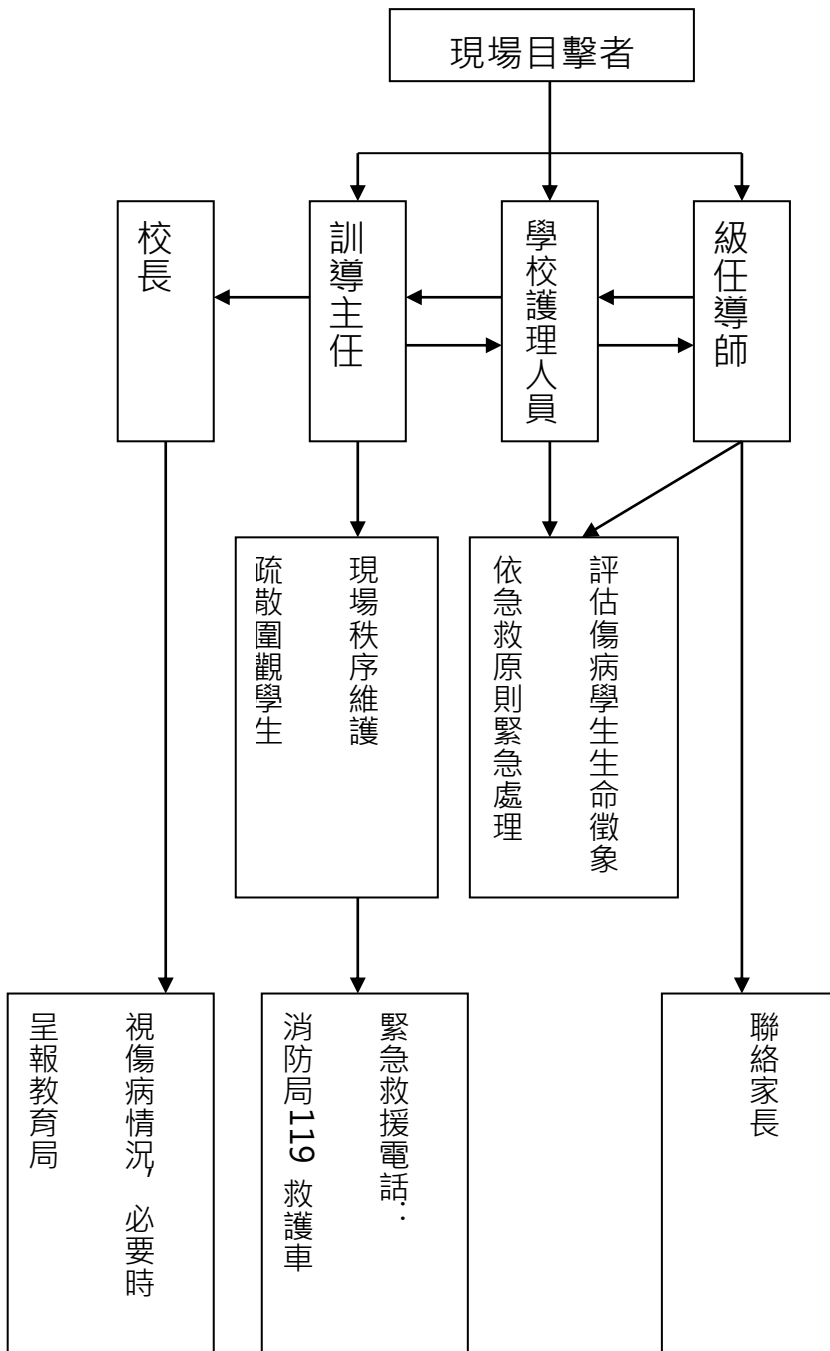 現場目擊者
級任導師
學校護理人員
訓導主任
校長
評估傷病學生生命徵象
依急救原則緊急處理
現場秩序維護
疏散圍觀學生
聯絡家長
緊急救援電話：
消防局119 救護車
視傷病情況，必要時
呈報教育局